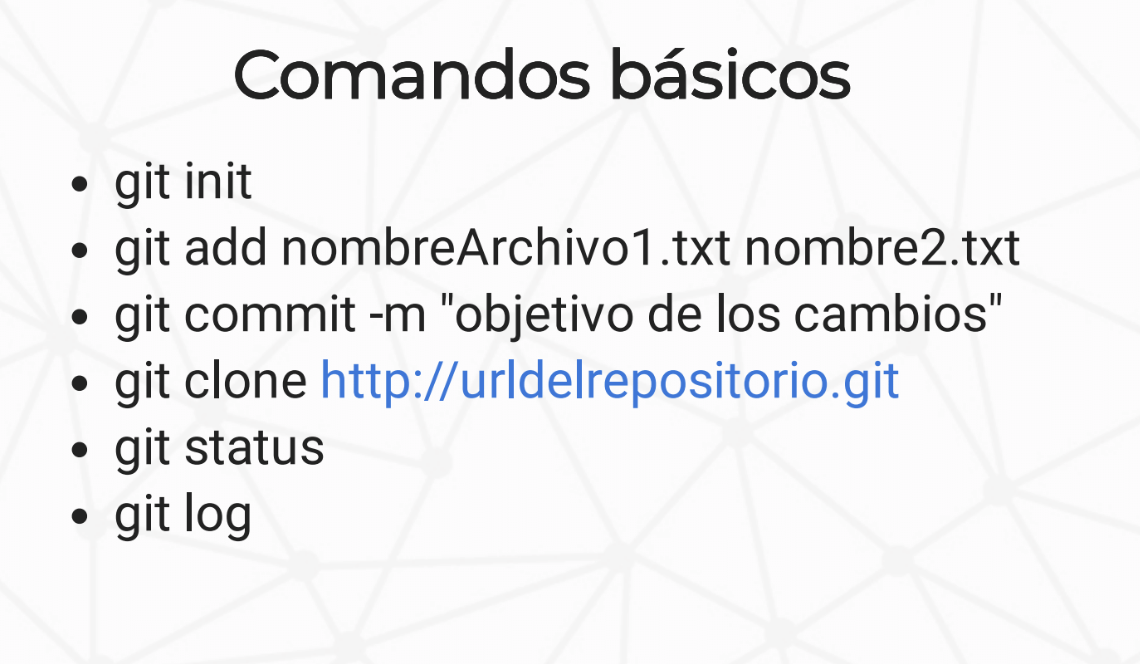 Comandos básicos
• git init
• git add nombreArchivo1.txt nombre2.txt
• git commit -m "objetivo de los cambios"
• git clone http://urldelrepositorio.git
• git status
• git log